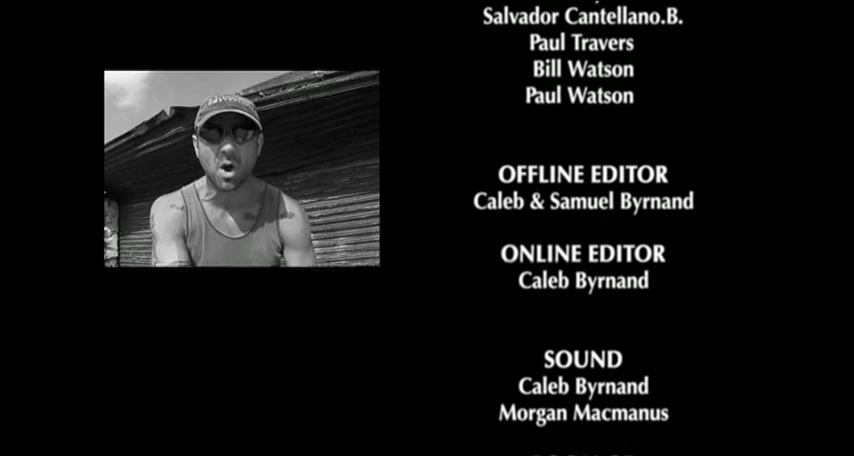 Salvador Cantellano.B.
Paul Travers
Bill Watson
Paul Watson
OFFLINE EDITOR
Caleb & Samuel Byrnand
ONLINE EDITOR
Caleb Byrnand
SOUND
Caleb Byrnand
Morgan Macmanus